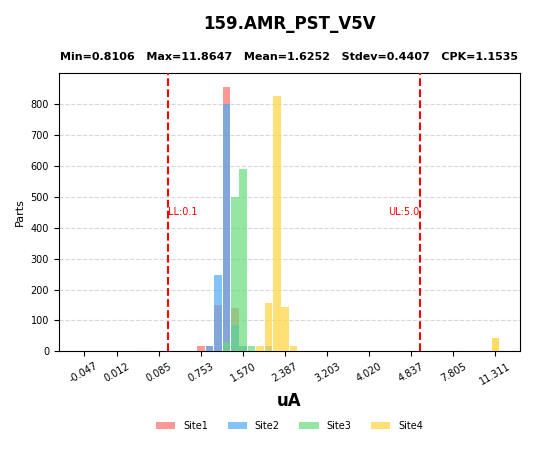 159.AMR_PST_V5V
Min=0.8106 Max=11.8647 Mean=1.6252 Stdev=0.4407 CPK=1.1535
Parts
800
700
600
500
400
300
200
100
0
LL:0.1
UL:5.0
-0.047 0.012 0.085 0.753 1.570 2.387 3.203 4.020 4.837 7.805 11.311
uA
Site1 Site2 Site3 Site4